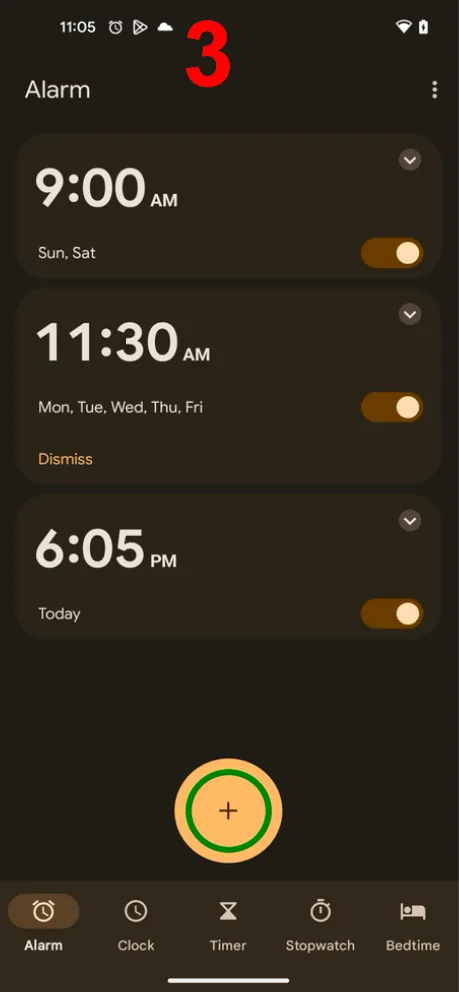 11:05
3
Alarm
9:00 AM
Sun, Sat
11:30 AM
Mon, Tue, Wed, Thu, Fri
Dismiss
6:05 PM
Today
+
Alarm Clock Timer Stopwatch Bedtime